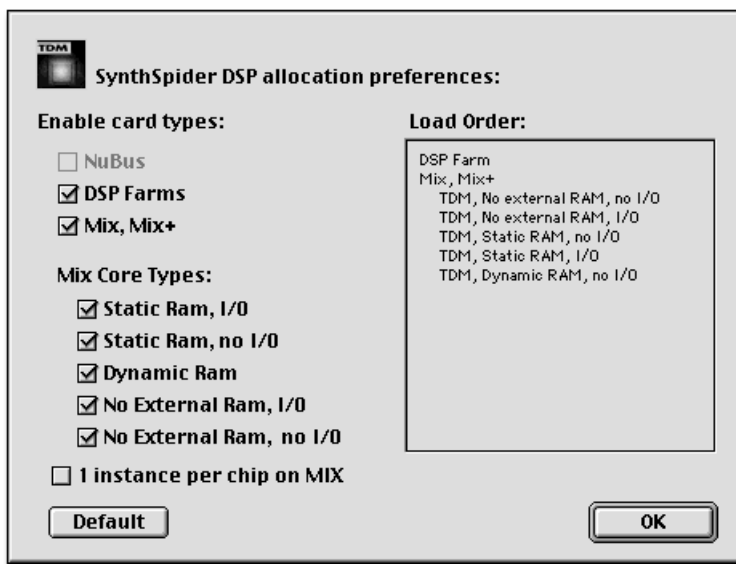 TDM
SynthSpider DSP allocation preferences:
Enable card types:
NuBus
DSP Farms
Mix, Mix+
Mix Core Types:
Static Ram, I/O
Static Ram, no I/O
Dynamic Ram
No External Ram, I/O
No External Ram, no I/O
1 instance per chip on MIX
Default
Load Order:
DSP Farm
Mix, Mix+
TDM, No external RAM, no I/O
TDM, No external RAM, I/O
TDM, Static RAM, no I/O
TDM, Static RAM, I/O
TDM, Dynamic RAM, no I/O
OK